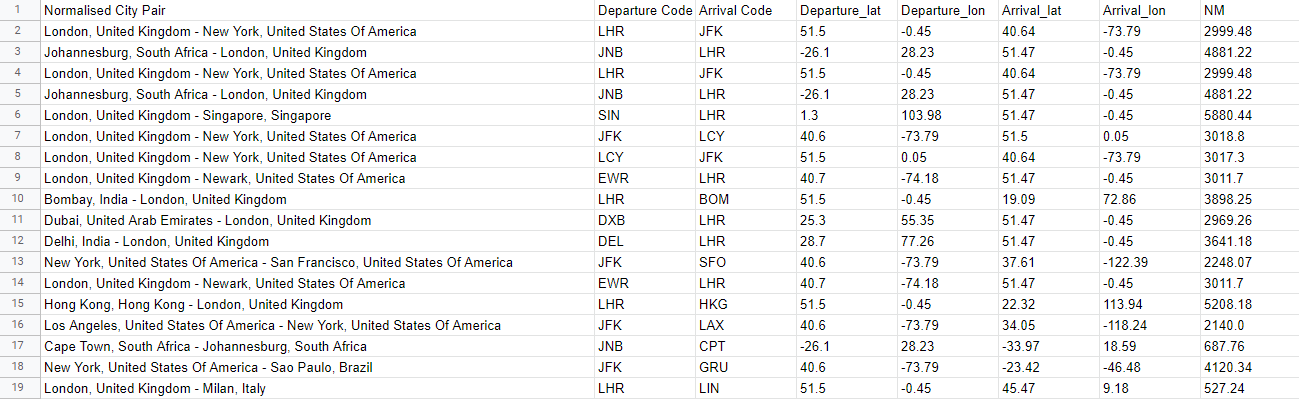 1 Normalised City Pair Departure Code Arrival Code Departure_lat Departure_lon Arrival_lat Arrival_lon NM
2 London, United Kingdom - New York, United States Of America LHR JFK 51.5 -0.45 40.64 -73.79 2999.48
3 Johannesburg, South Africa - London, United Kingdom JNB LHR -26.1 28.23 51.47 -0.45 4881.22
4 London, United Kingdom - New York, United States Of America LHR JFK 51.5 -0.45 40.64 -73.79 2999.48
5 Johannesburg, South Africa - London, United Kingdom JNB LHR -26.1 28.23 51.47 -0.45 4881.22
6 London, United Kingdom - Singapore, Singapore SIN LHR 1.3 103.98 51.47 -0.45 5880.44
7 London, United Kingdom - New York, United States Of America JFK LCY 40.6 -73.79 51.5 0.05 3018.8
8 London, United Kingdom - New York, United States Of America LCY JFK 51.5 0.05 40.64 -73.79 3017.3
9 London, United Kingdom - Newark, United States Of America EWR LHR 40.7 -74.18 51.47 -0.45 3011.7
10 Bombay, India - London, United Kingdom LHR BOM 51.5 -0.45 19.09 72.86 3898.25
11 Dubai, United Arab Emirates - London, United Kingdom DXB LHR 25.3 55.35 51.47 -0.45 2969.26
12 Delhi, India - London, United Kingdom DEL LHR 28.7 77.26 51.47 -0.45 3641.18
13 New York, United States Of America - San Francisco, United States Of America JFK SFO 40.6 -73.79 37.61 -122.39 2248.07
14 London, United Kingdom - Newark, United States Of America EWR LHR 40.7 -74.18 51.47 -0.45 3011.7
15 Hong Kong, Hong Kong - London, United Kingdom LHR HKG 51.5 -0.45 22.32 113.94 5208.18
16 Los Angeles, United States Of America - New York, United States Of America JFK LAX 40.6 -73.79 34.05 -118.24 2140.0
17 Cape Town, South Africa - Johannesburg, South Africa JNB CPT -26.1 28.23 -33.97 18.59 687.76
18 New York, United States Of America - Sao Paulo, Brazil JFK GRU 40.6 -73.79 -23.42 -46.48 4120.34
19 London, United Kingdom - Milan, Italy LHR LIN 51.5 -0.45 45.47 9.18 527.24